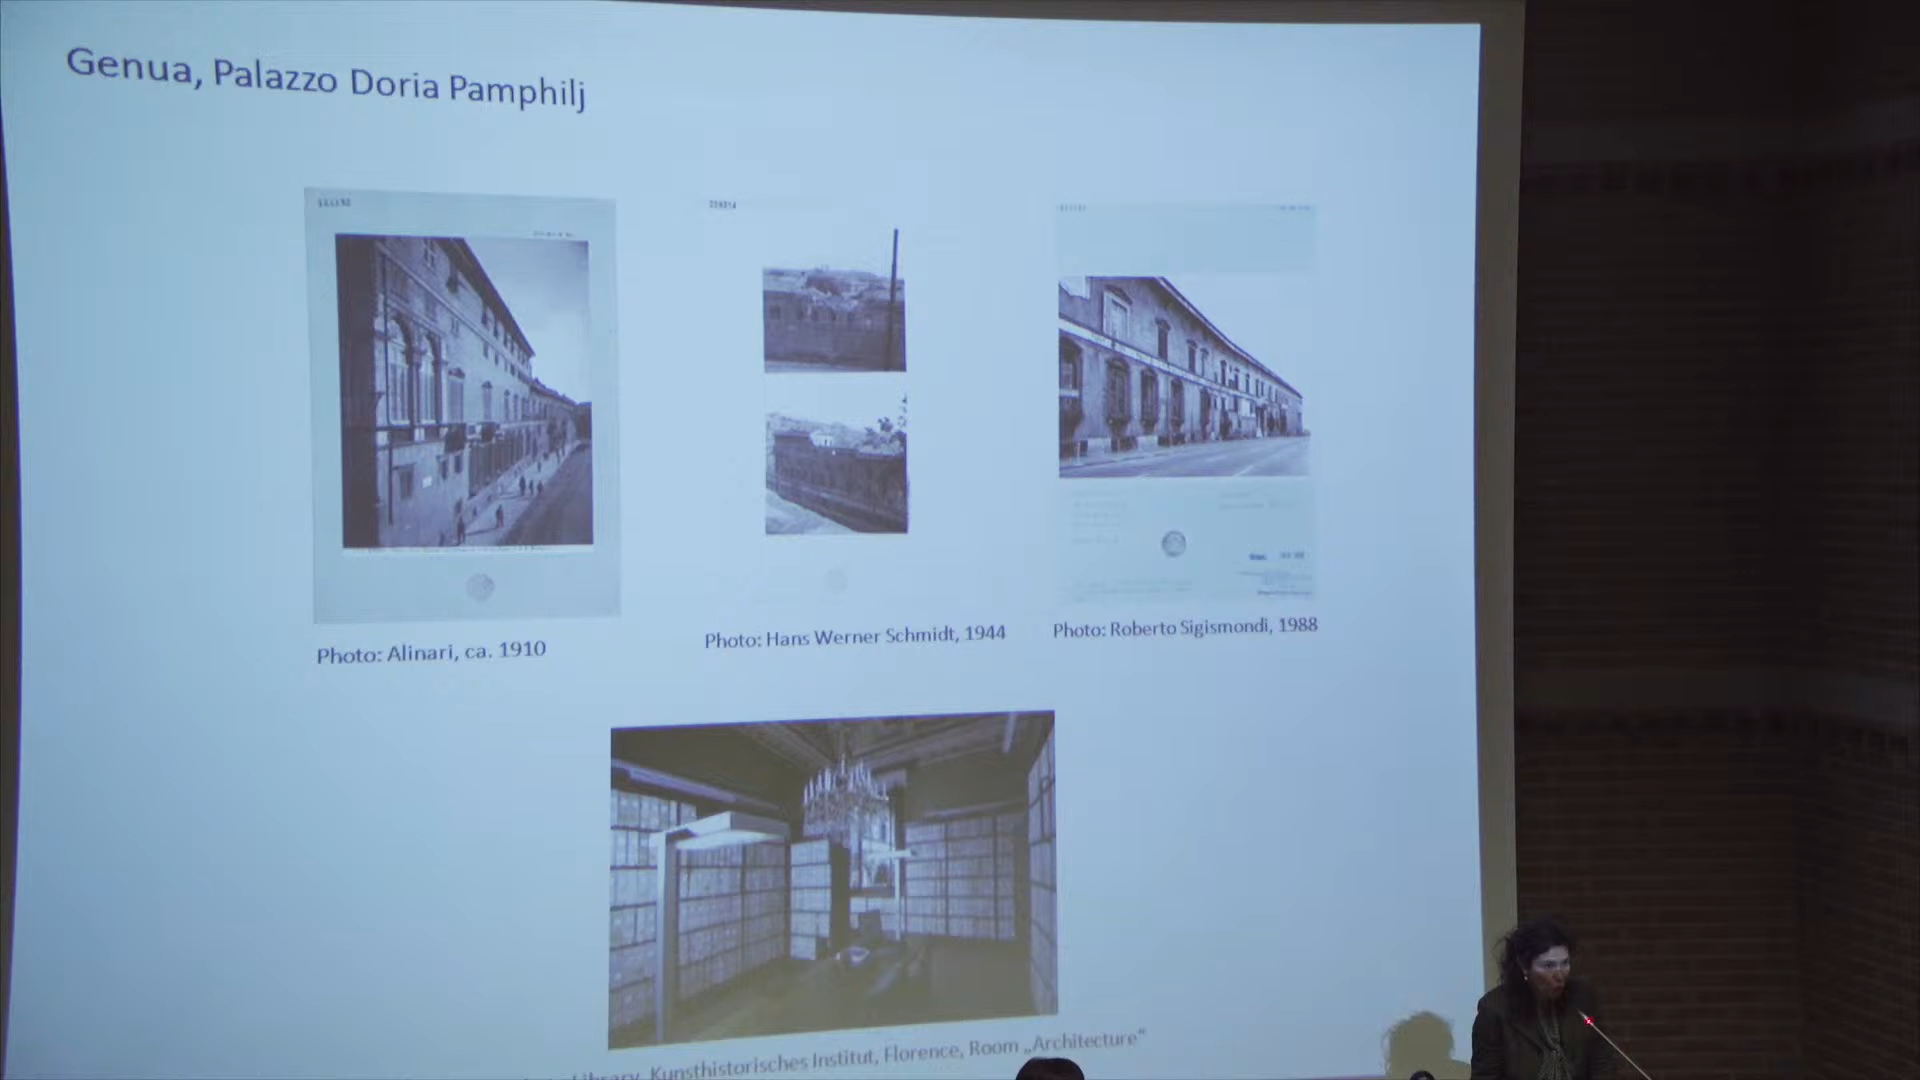 Genua, Palazzo Doria Pamphilj
Photo: Alinari, ca. 1910
Photo: Hans Werner Schmidt, 1944
Photo: Roberto Sigismondi, 1988
Library, Kunsthistorisches Institut, Florence, Room „Architecture“